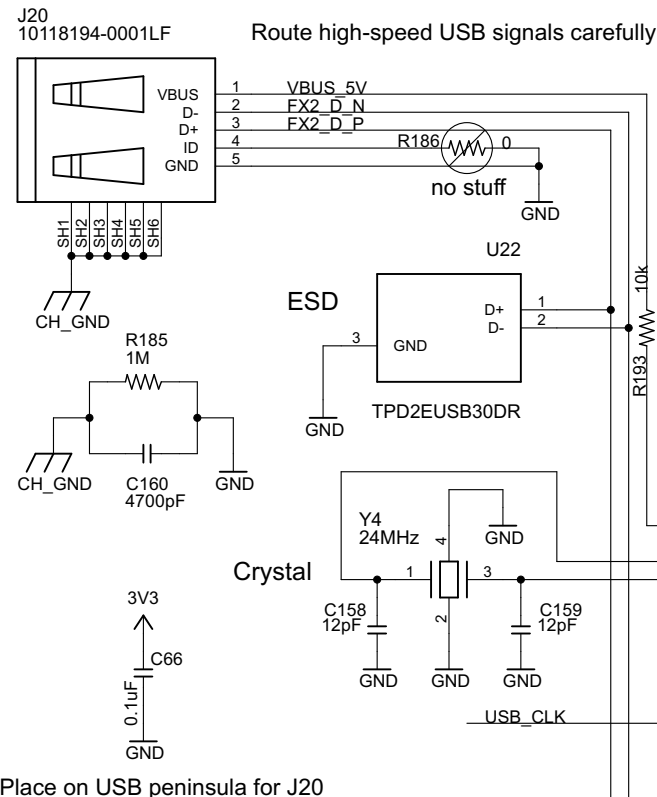 J20
10118194-0001LF
Route high-speed USB signals carefully
VBUS 1 VBUS_5V
D- 2 FX2_D_N
D+ 3 FX2_D_P
ID 4 R186 0
GND 5
no stuff
GND
SH1 SH2 SH3 SH4 SH5 SH6
CH_GND
U22
ESD
D+ 1
D- 2
3 GND
GND
TPD2EUSB30DR
10k
R193
R185
1M
CH_GND
C160
4700pF
GND
Y4
24MHz
4
GND
Crystal
1 3
2
C158
12pF
C159
12pF
GND GND GND
3V3
C66
0.1uF
GND
USB_CLK
Place on USB peninsula for J20